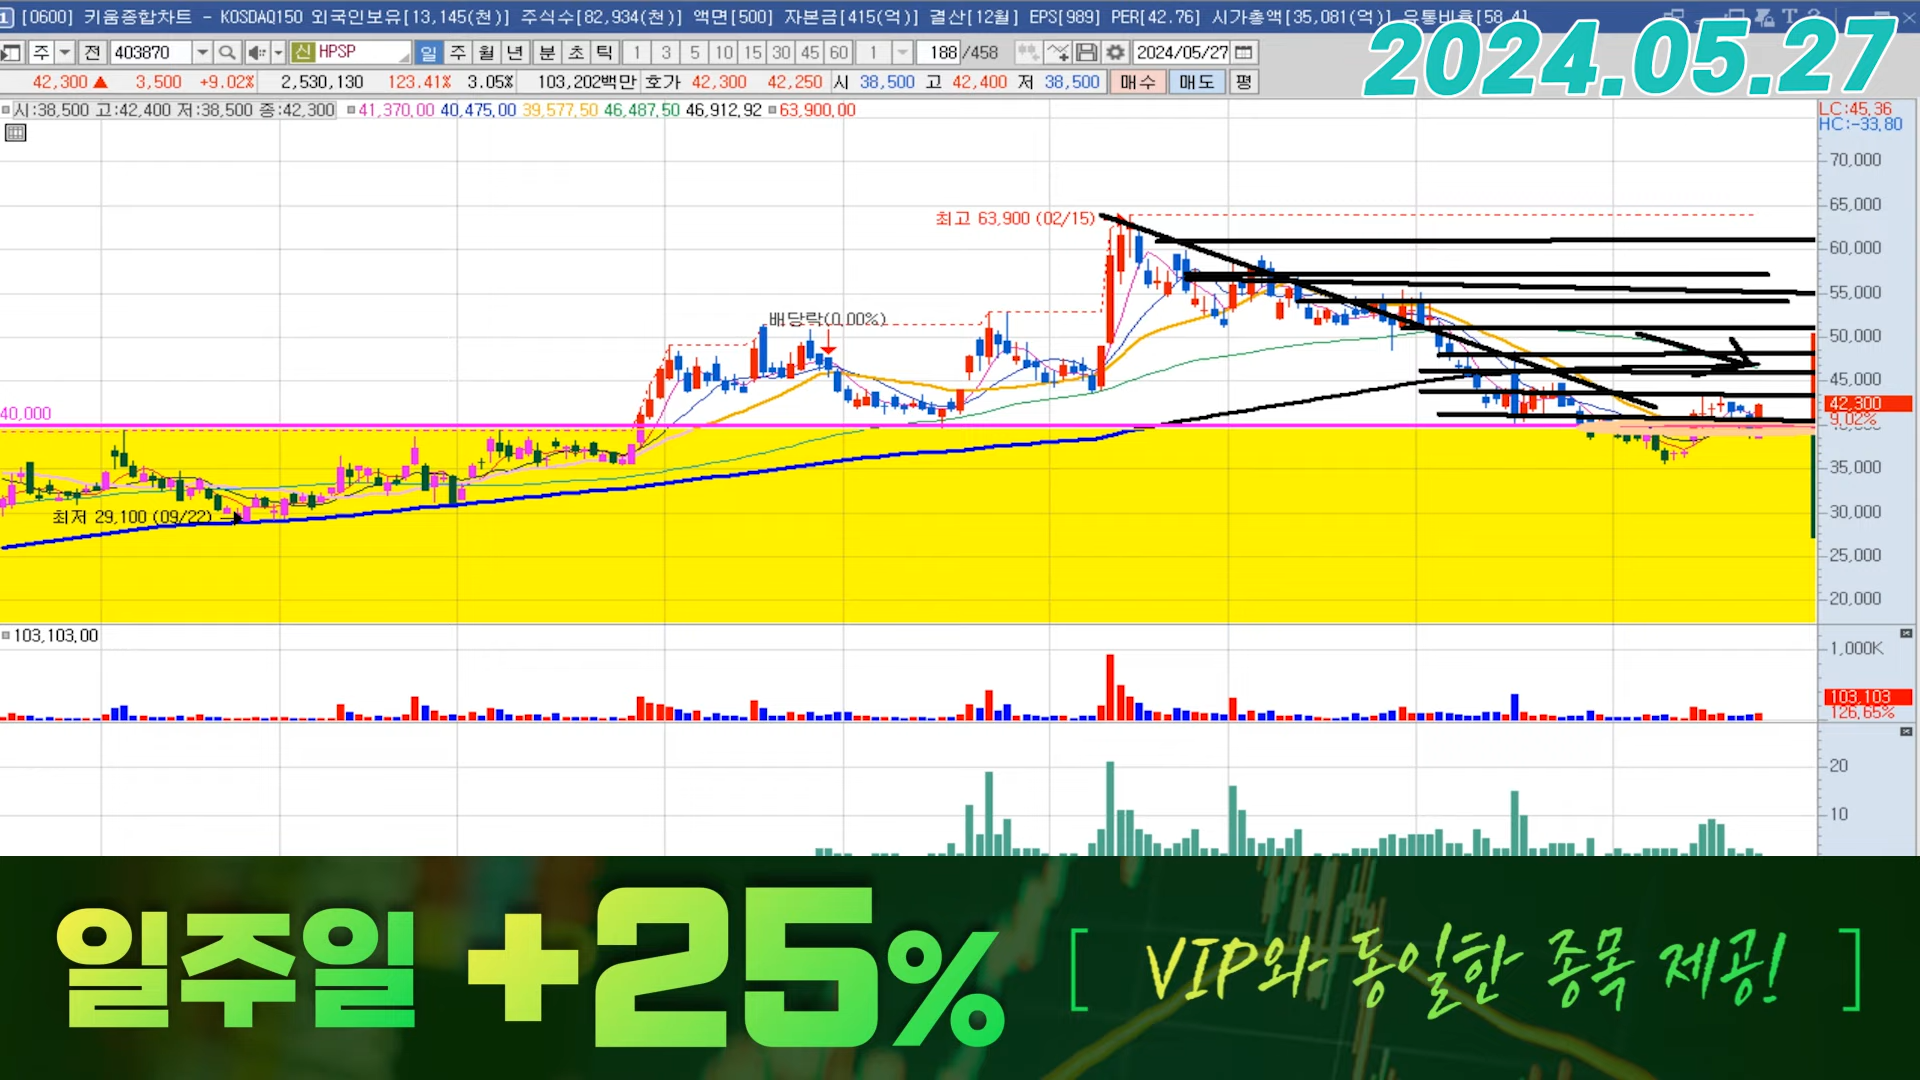 [0600] 키움종합차트 - KOSDAQ150 외국인보유[13,145(천)] 주식수[82,934(천)] 액면[500] 자본금[415(억)] 결산[12월] EPS[989] PER[42.76] 시가총액[35,081(억)] 유통비율[58.4]
2024.05.27
주 전 403870 신 HPSP 일 주 월 년 분 초 틱 1 3 5 10 15 30 45 60 1 188/458 2024/05/27
42,300 ▲ 3,500 +9.02% 2,530,130 123.41% 3.05% 103,202백만 호가 42,300 42,250 시 38,500 고 42,400 저 38,500 매수 매도 평
시:38,500 고:42,400 저:38,500 종:42,300 41,370.00 40,475.00 39,577.50 46,487.50 46,912.92 63,900.00
LC:45.36
HC:-33.80
70,000
최고 63,900 (02/15)
65,000
60,000
55,000
배당락(0.00%)
50,000
45,000
42,300
9.02%
40,000
35,000
최저 29,100 (09/22)
30,000
25,000
20,000
103,103.00
1,000K
103,103
126.65%
20
10
일주일 +25% [ VIP와 동일한 종목 제공! ]